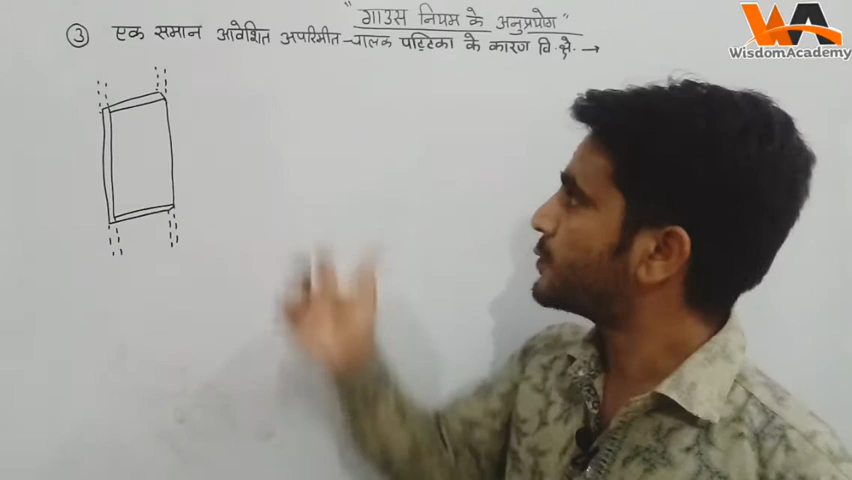 "गाउस नियम के अनुप्रयोग"
③ एक समान आवेशित अपरिमीत-चालक पट्टिका के कारण वि. क्षे. →
WA
WisdomAcademy